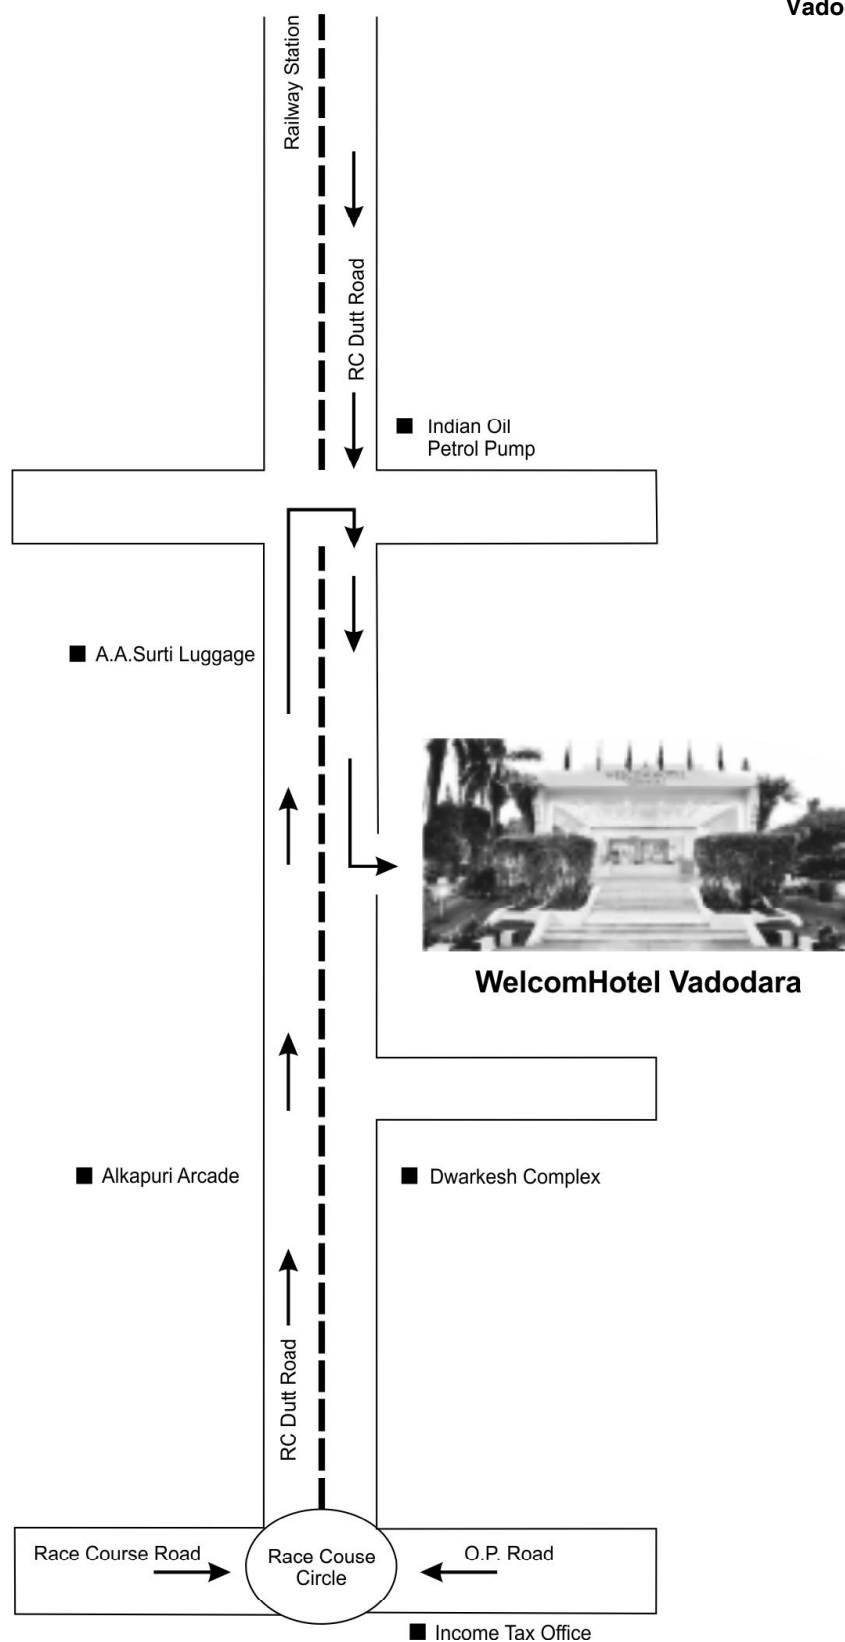 Vado
Railway Station
RC Dutt Road
Indian Oil
Petrol Pump
A.A.Surti Luggage
WelcomHotel Vadodara
Alkapuri Arcade
Dwarkesh Complex
RC Dutt Road
Race Course Road
Race Couse
Circle
O.P. Road
Income Tax Office